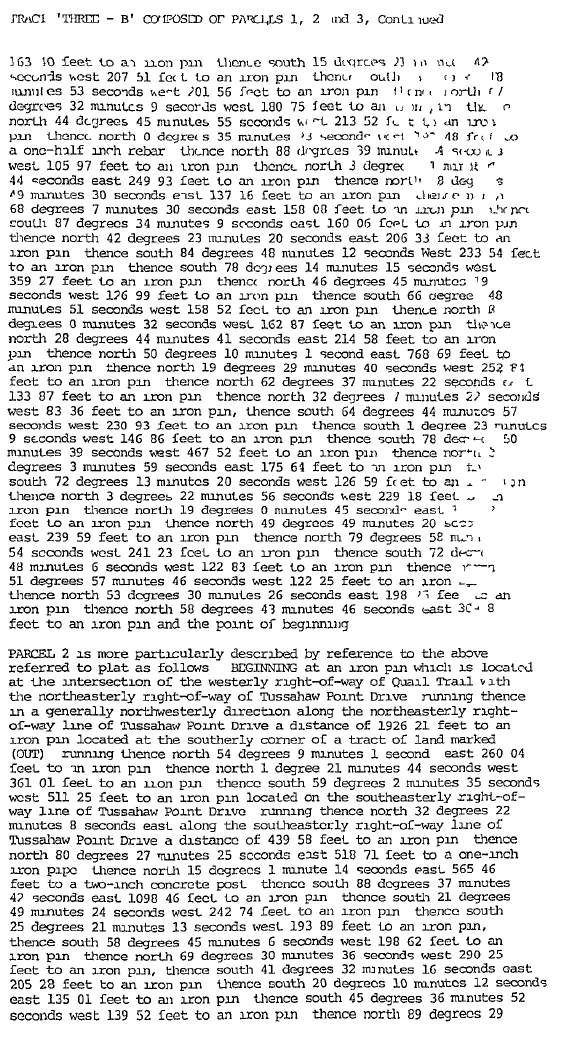 TRACT 'THREE - B' COMPOSED OF PARCELS 1, 2 and 3, Continued
163 10 feet to an iron pin thence south 15 degrees 42
seconds west 207 51 feet to an iron pin thence 18
minutes 53 seconds west 201 56 feet to an iron pin thence north
degrees 32 minutes 9 seconds west 180 75 feet to an
north 44 degrees 45 minutes 55 seconds west 213 52 feet to an iron
pin thence north 0 degrees 35 minutes seconds west 48 feet to
a one-half inch rebar thence north 88 degrees 39 minutes
west 105 97 feet to an iron pin thence north 3 degrees
44 seconds east 249 93 feet to an iron pin thence north
49 minutes 30 seconds east 137 16 feet to an iron pin thence
68 degrees 7 minutes 30 seconds east 158 08 feet to an iron pin thence
south 87 degrees 34 minutes 9 seconds east 160 06 feet to an iron pin
thence north 42 degrees 23 minutes 20 seconds east 206 33 feet to an
iron pin thence south 84 degrees 48 minutes 12 seconds West 233 54 feet
to an iron pin thence south 78 degrees 14 minutes 15 seconds west
359 27 feet to an iron pin thence north 46 degrees 45 minutes 19
seconds west 126 99 feet to an iron pin thence south 66 degree 48
minutes 51 seconds west 158 52 feet to an iron pin thence north
degrees 0 minutes 32 seconds west 162 87 feet to an iron pin thence
north 28 degrees 44 minutes 41 seconds east 214 58 feet to an iron
pin thence north 50 degrees 10 minutes 1 second east 768 69 feet to
an iron pin thence north 19 degrees 29 minutes 40 seconds west 252
feet to an iron pin thence north 62 degrees 37 minutes 22 seconds
133 87 feet to an iron pin thence north 32 degrees 7 minutes 27 seconds
west 83 36 feet to an iron pin, thence south 64 degrees 44 minutes 57
seconds west 230 93 feet to an iron pin thence south 1 degree 23 minutes
9 seconds west 146 86 feet to an iron pin thence south 78 50
minutes 39 seconds west 467 52 feet to an iron pin thence north
degrees 3 minutes 59 seconds east 175 64 feet to an iron pin
south 72 degrees 13 minutes 20 seconds west 126 59 feet to an
thence north 3 degrees 22 minutes 56 seconds west 229 18 feet
iron pin thence north 19 degrees 0 minutes 45 seconds east
feet to an iron pin thence north 49 degrees 49 minutes 20
east 239 59 feet to an iron pin thence north 79 degrees 58
54 seconds west 241 23 feet to an iron pin thence south 72
48 minutes 6 seconds west 122 83 feet to an iron pin thence
51 degrees 57 minutes 46 seconds west 122 25 feet to an iron
thence north 53 degrees 30 minutes 26 seconds east 198 an
iron pin thence north 58 degrees 43 minutes 46 seconds east
feet to an iron pin and the point of beginning
PARCEL 2 is more particularly described by reference to the above
referred to plat as follows BEGINNING at an iron pin which is located
at the intersection of the westerly right-of-way of Quail Trail with
the northeasterly right-of-way of Tussahaw Point Drive running thence
in a generally northwesterly direction along the northeasterly right-
of-way line of Tussahaw Point Drive a distance of 1926 21 feet to an
iron pin located at the southerly corner of a tract of land marked
(OUT) running thence north 54 degrees 9 minutes 1 second east 260 04
feet to an iron pin thence north 1 degree 21 minutes 44 seconds west
361 01 feet to an iron pin thence south 59 degrees 2 minutes 35 seconds
west 511 25 feet to an iron pin located on the southeasterly right-of-
way line of Tussahaw Point Drive running thence north 32 degrees 22
minutes 8 seconds east along the southeasterly right-of-way line of
Tussahaw Point Drive a distance of 439 58 feet to an iron pin thence
north 80 degrees 27 minutes 25 seconds east 518 71 feet to a one-inch
iron pipe thence north 15 degrees 1 minute 14 seconds east 565 46
feet to a two-inch concrete post thence south 88 degrees 37 minutes
42 seconds east 1098 46 feet to an iron pin thence south 21 degrees
49 minutes 24 seconds west 242 74 feet to an iron pin thence south
25 degrees 21 minutes 13 seconds west 193 89 feet to an iron pin,
thence south 58 degrees 45 minutes 6 seconds west 198 62 feet to an
iron pin thence north 69 degrees 30 minutes 36 seconds west 290 25
feet to an iron pin, thence south 41 degrees 32 minutes 16 seconds east
205 28 feet to an iron pin thence south 20 degrees 10 minutes 12 seconds
east 135 01 feet to an iron pin thence south 45 degrees 36 minutes 52
seconds west 139 52 feet to an iron pin thence north 89 degrees 29